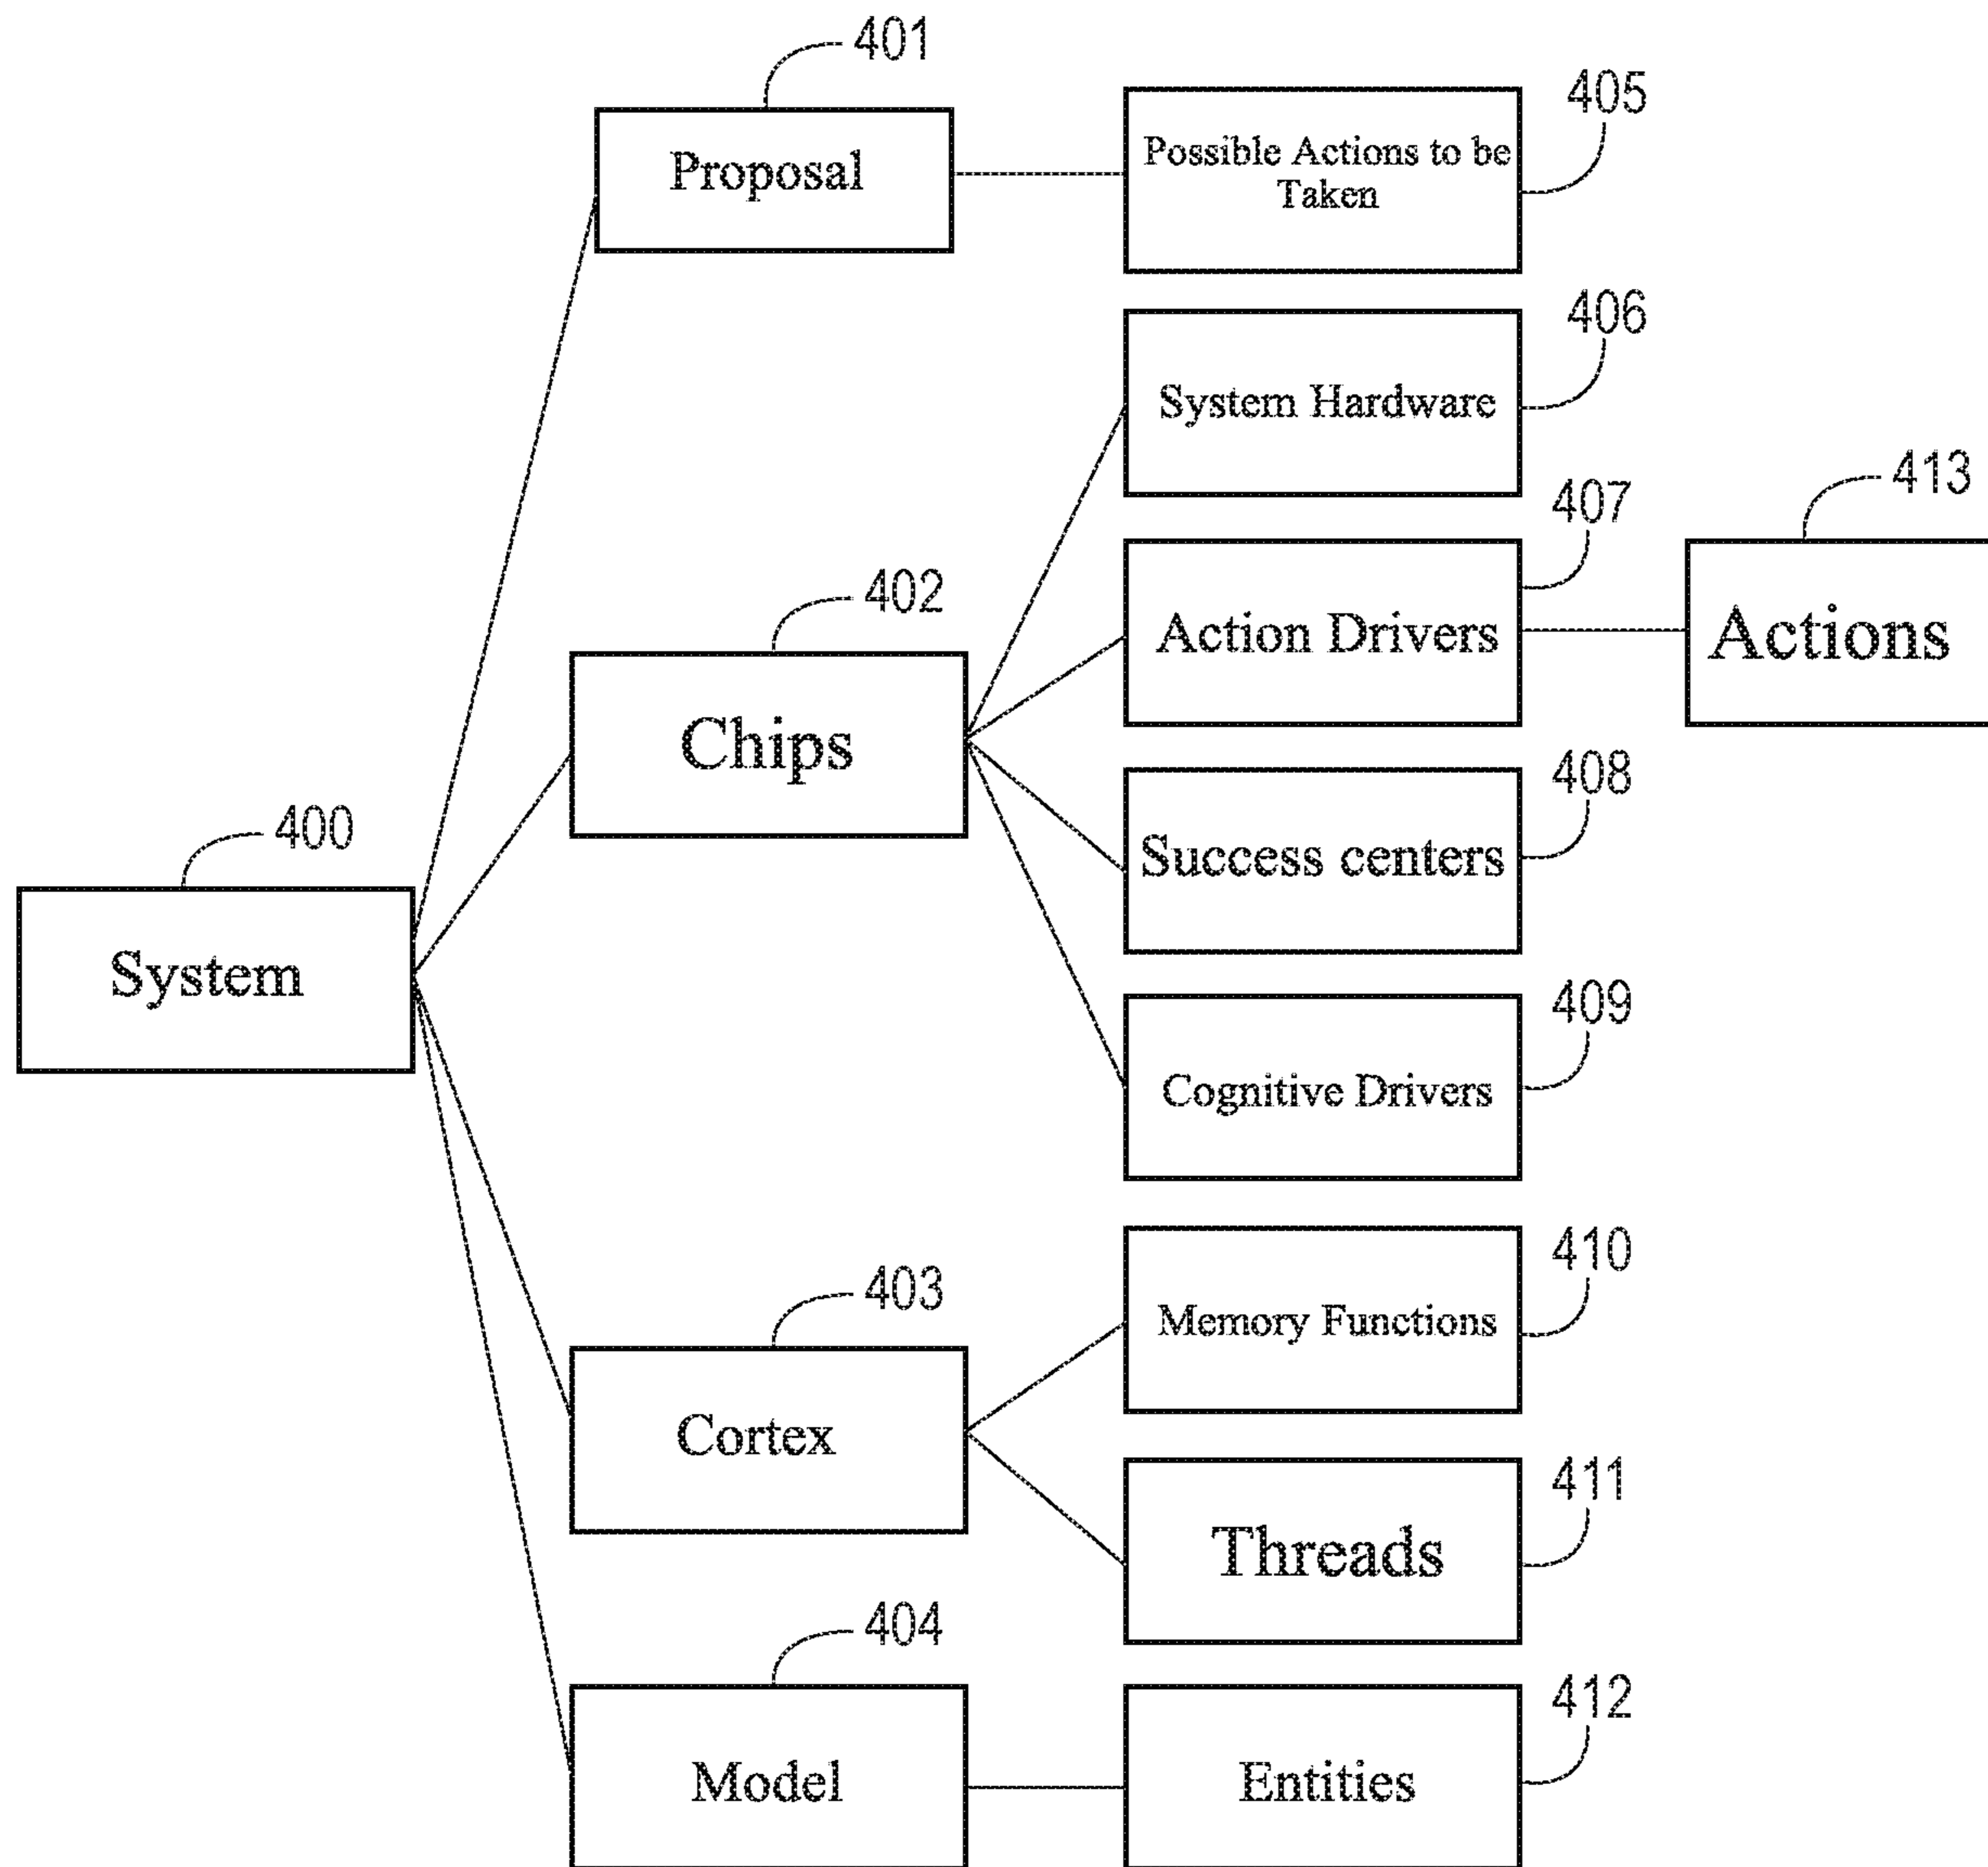 401
Proposal
405
Possible Actions to be
Taken
406
System Hardware
407
Action Drivers
413
Actions
402
Chips
408
Success centers
400
System
409
Cognitive Drivers
403
Cortex
410
Memory Functions
411
Threads
404
Model
412
Entities